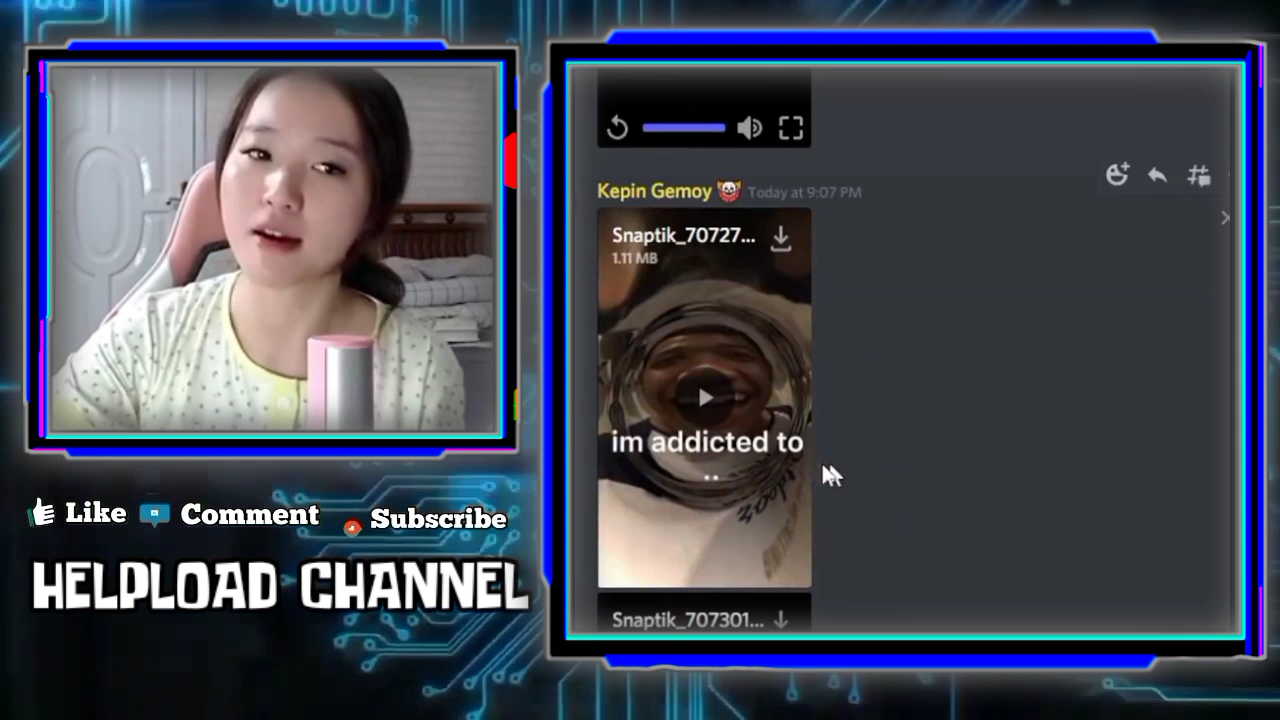 Like Comment Subscribe
HELPLOAD CHANNEL
Kepin Gemoy Today at 9:07 PM
Snaptik_70727...
1.11 MB
im addicted to
Snaptik_707301...